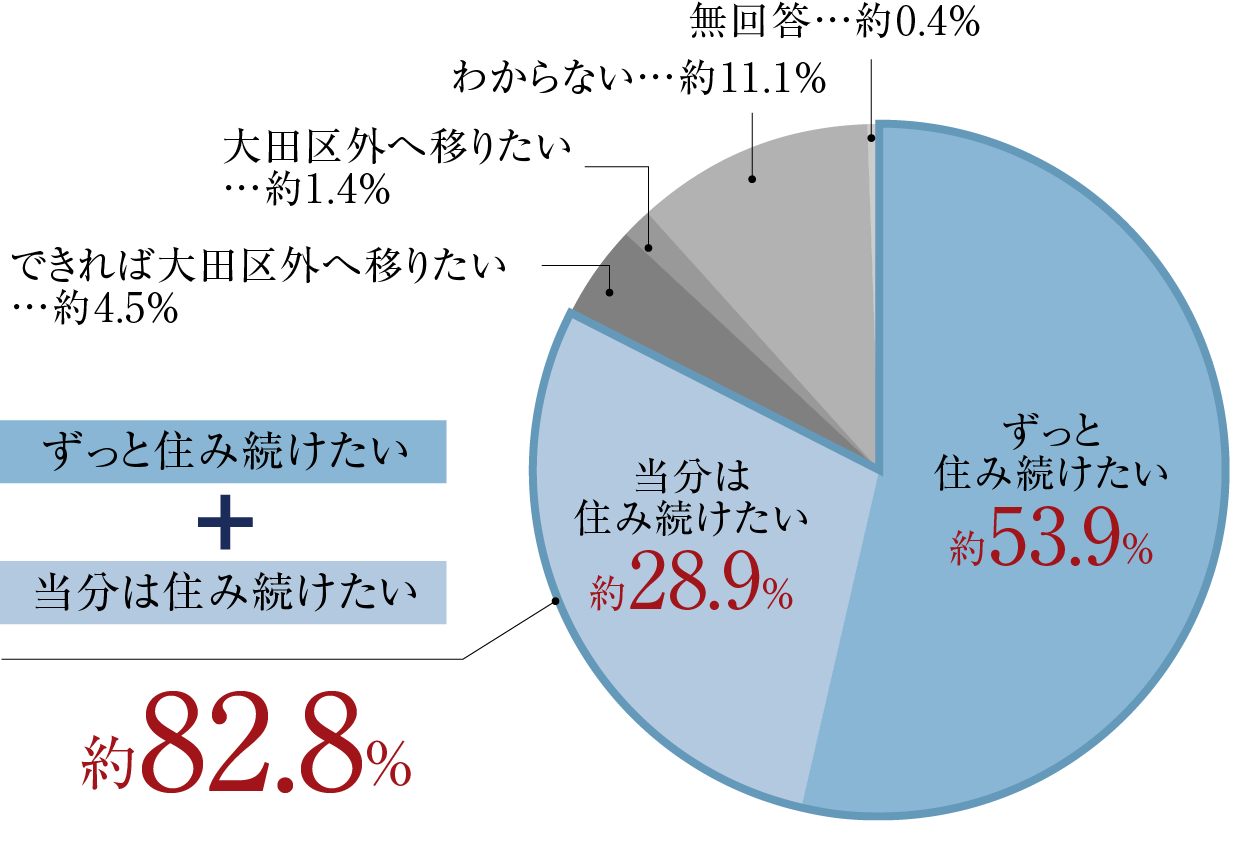 無回答…約0.4%
わからない…約11.1%
大田区外へ移りたい
…約1.4%
できれば大田区外へ移りたい
…約4.5%
ずっと
住み続けたい
約53.9%
当分は
住み続けたい
約28.9%
ずっと住み続けたい
+
当分は住み続けたい
約82.8%